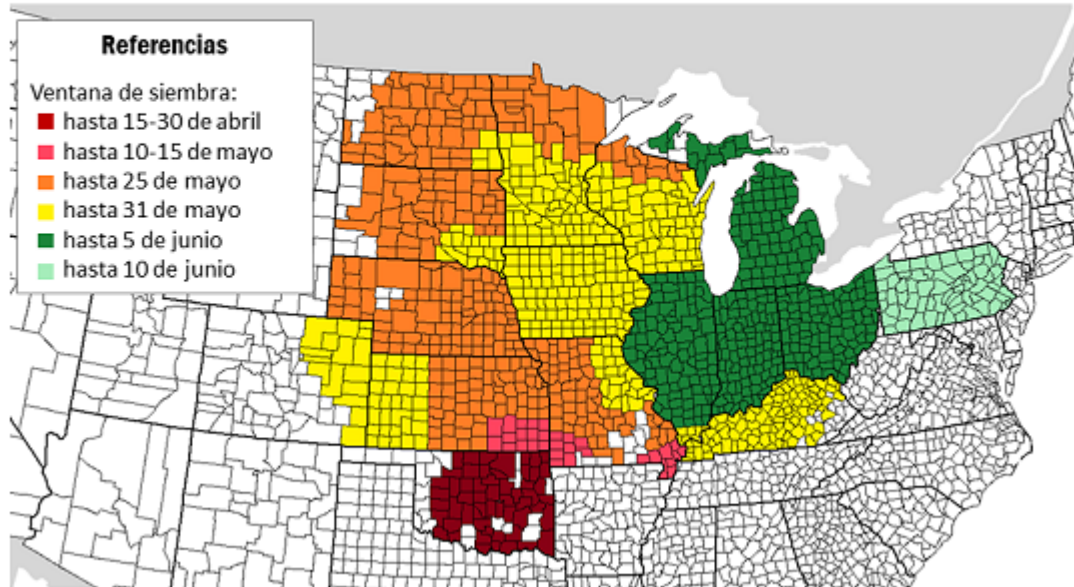 Referencias
Ventana de siembra:
hasta 15-30 de abril
hasta 10-15 de mayo
hasta 25 de mayo
hasta 31 de mayo
hasta 5 de junio
hasta 10 de junio